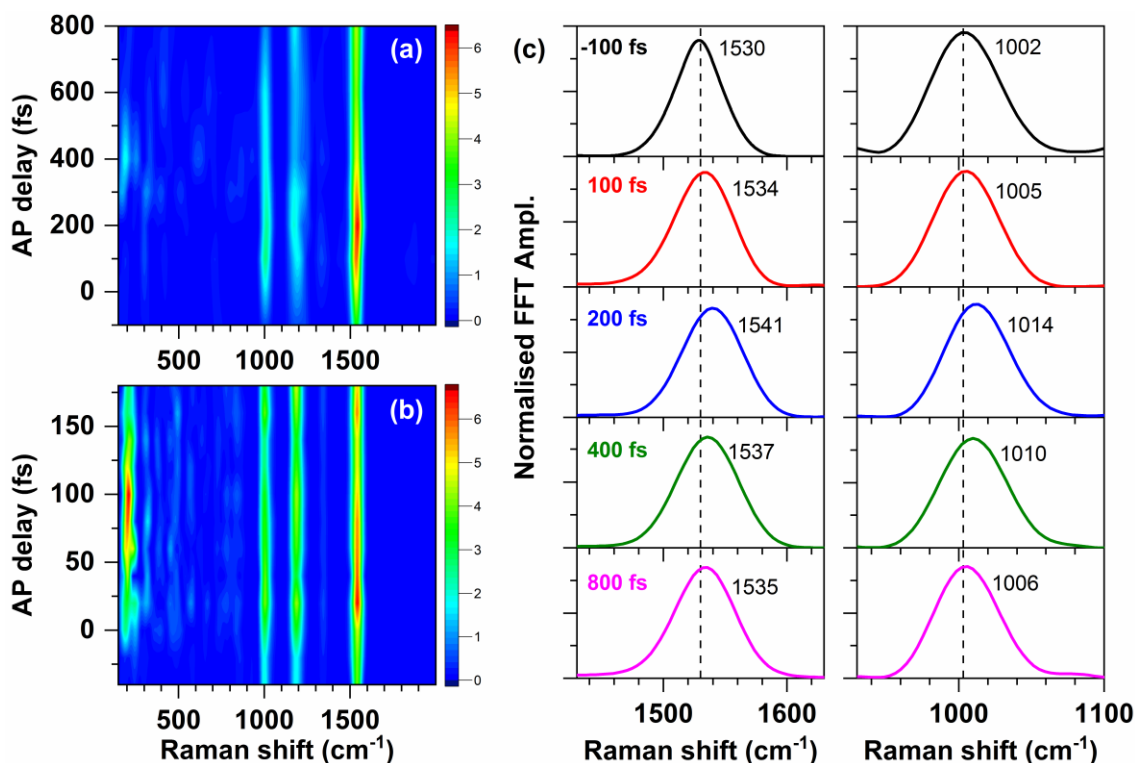 (a)
AP delay (fs)
800
600
400
200
0
500 1000 1500
6
5
4
3
2
1
0
(b)
AP delay (fs)
150
100
50
0
500 1000 1500
Raman shift (cm-1)
6
5
4
3
2
1
0
(c)
Normalised FFT Ampl.
-100 fs 1530 1002
100 fs 1534 1005
200 fs 1541 1014
400 fs 1537 1010
800 fs 1535 1006
1500 1600 1000 1100
Raman shift (cm-1) Raman shift (cm-1)